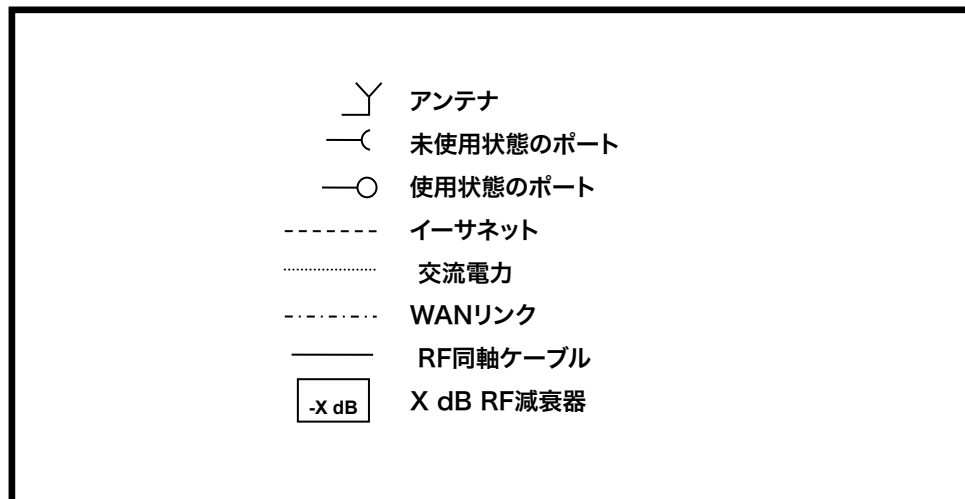 アンテナ
未使用状態のポート
使用状態のポート
イーサネット
交流電力
WANリンク
RF同軸ケーブル
-X dB X dB RF減衰器